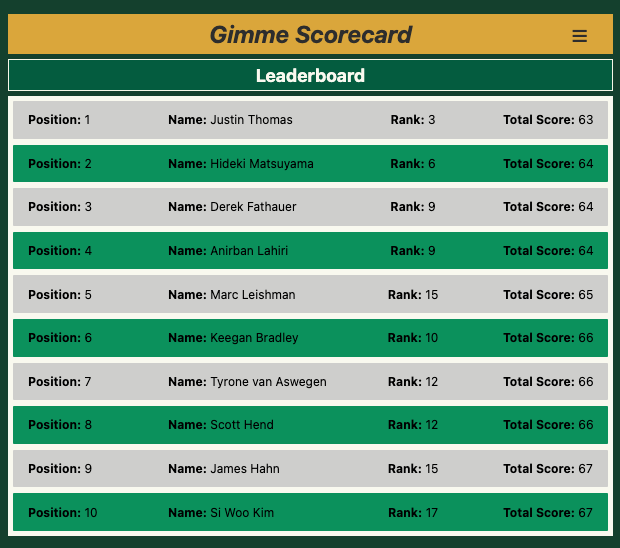 Gimme Scorecard
Leaderboard
Position: 1 Name: Justin Thomas Rank: 3 Total Score: 63
Position: 2 Name: Hideki Matsuyama Rank: 6 Total Score: 64
Position: 3 Name: Derek Fathauer Rank: 9 Total Score: 64
Position: 4 Name: Anirban Lahiri Rank: 9 Total Score: 64
Position: 5 Name: Marc Leishman Rank: 15 Total Score: 65
Position: 6 Name: Keegan Bradley Rank: 10 Total Score: 66
Position: 7 Name: Tyrone van Aswegen Rank: 12 Total Score: 66
Position: 8 Name: Scott Hend Rank: 12 Total Score: 66
Position: 9 Name: James Hahn Rank: 15 Total Score: 67
Position: 10 Name: Si Woo Kim Rank: 17 Total Score: 67